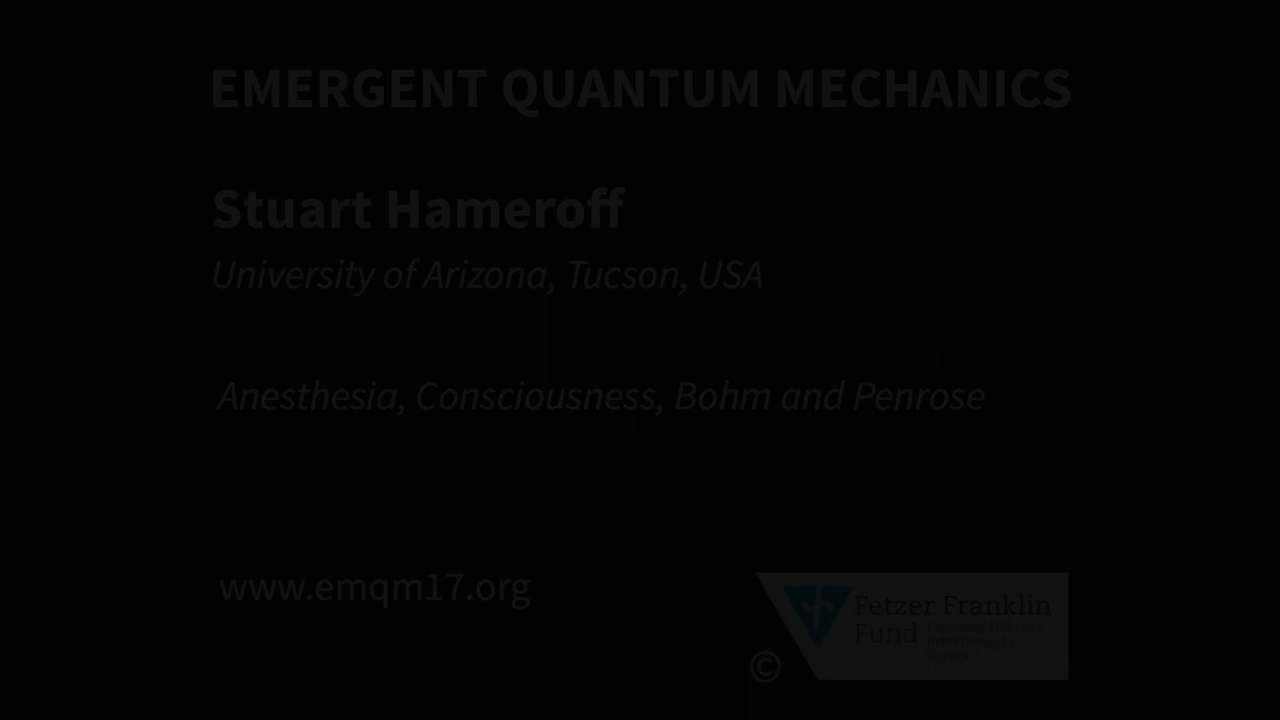 EMERGENT QUANTUM MECHANICS
Stuart Hameroff
University of Arizona, Tucson, USA
Anesthesia, Consciousness, Bohm and Penrose
www.emqm17.org
Fetzer Franklin
Fund
©